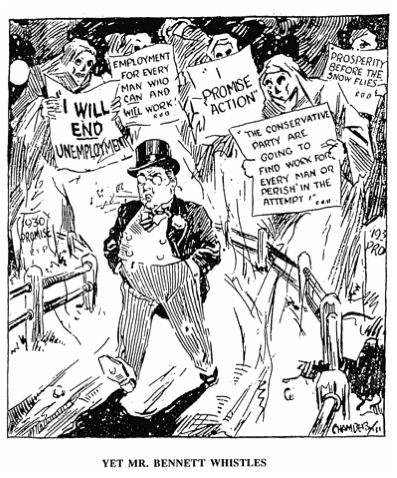 "I WILL
END
UNEMPLOYMENT"
EMPLOYMENT
FOR EVERY
MAN WHO
CAN AND
WILL WORK!
"I
PROMISE
ACTION"
PROSPERITY
BEFORE THE
SNOW FLIES
"THE CONSERVATIVE
PARTY ARE
GOING TO
FIND WORK FOR
EVERY MAN OR
PERISH IN THE
ATTEMPT!"
1930
PROMISE
193
PRO
YET MR. BENNETT WHISTLES